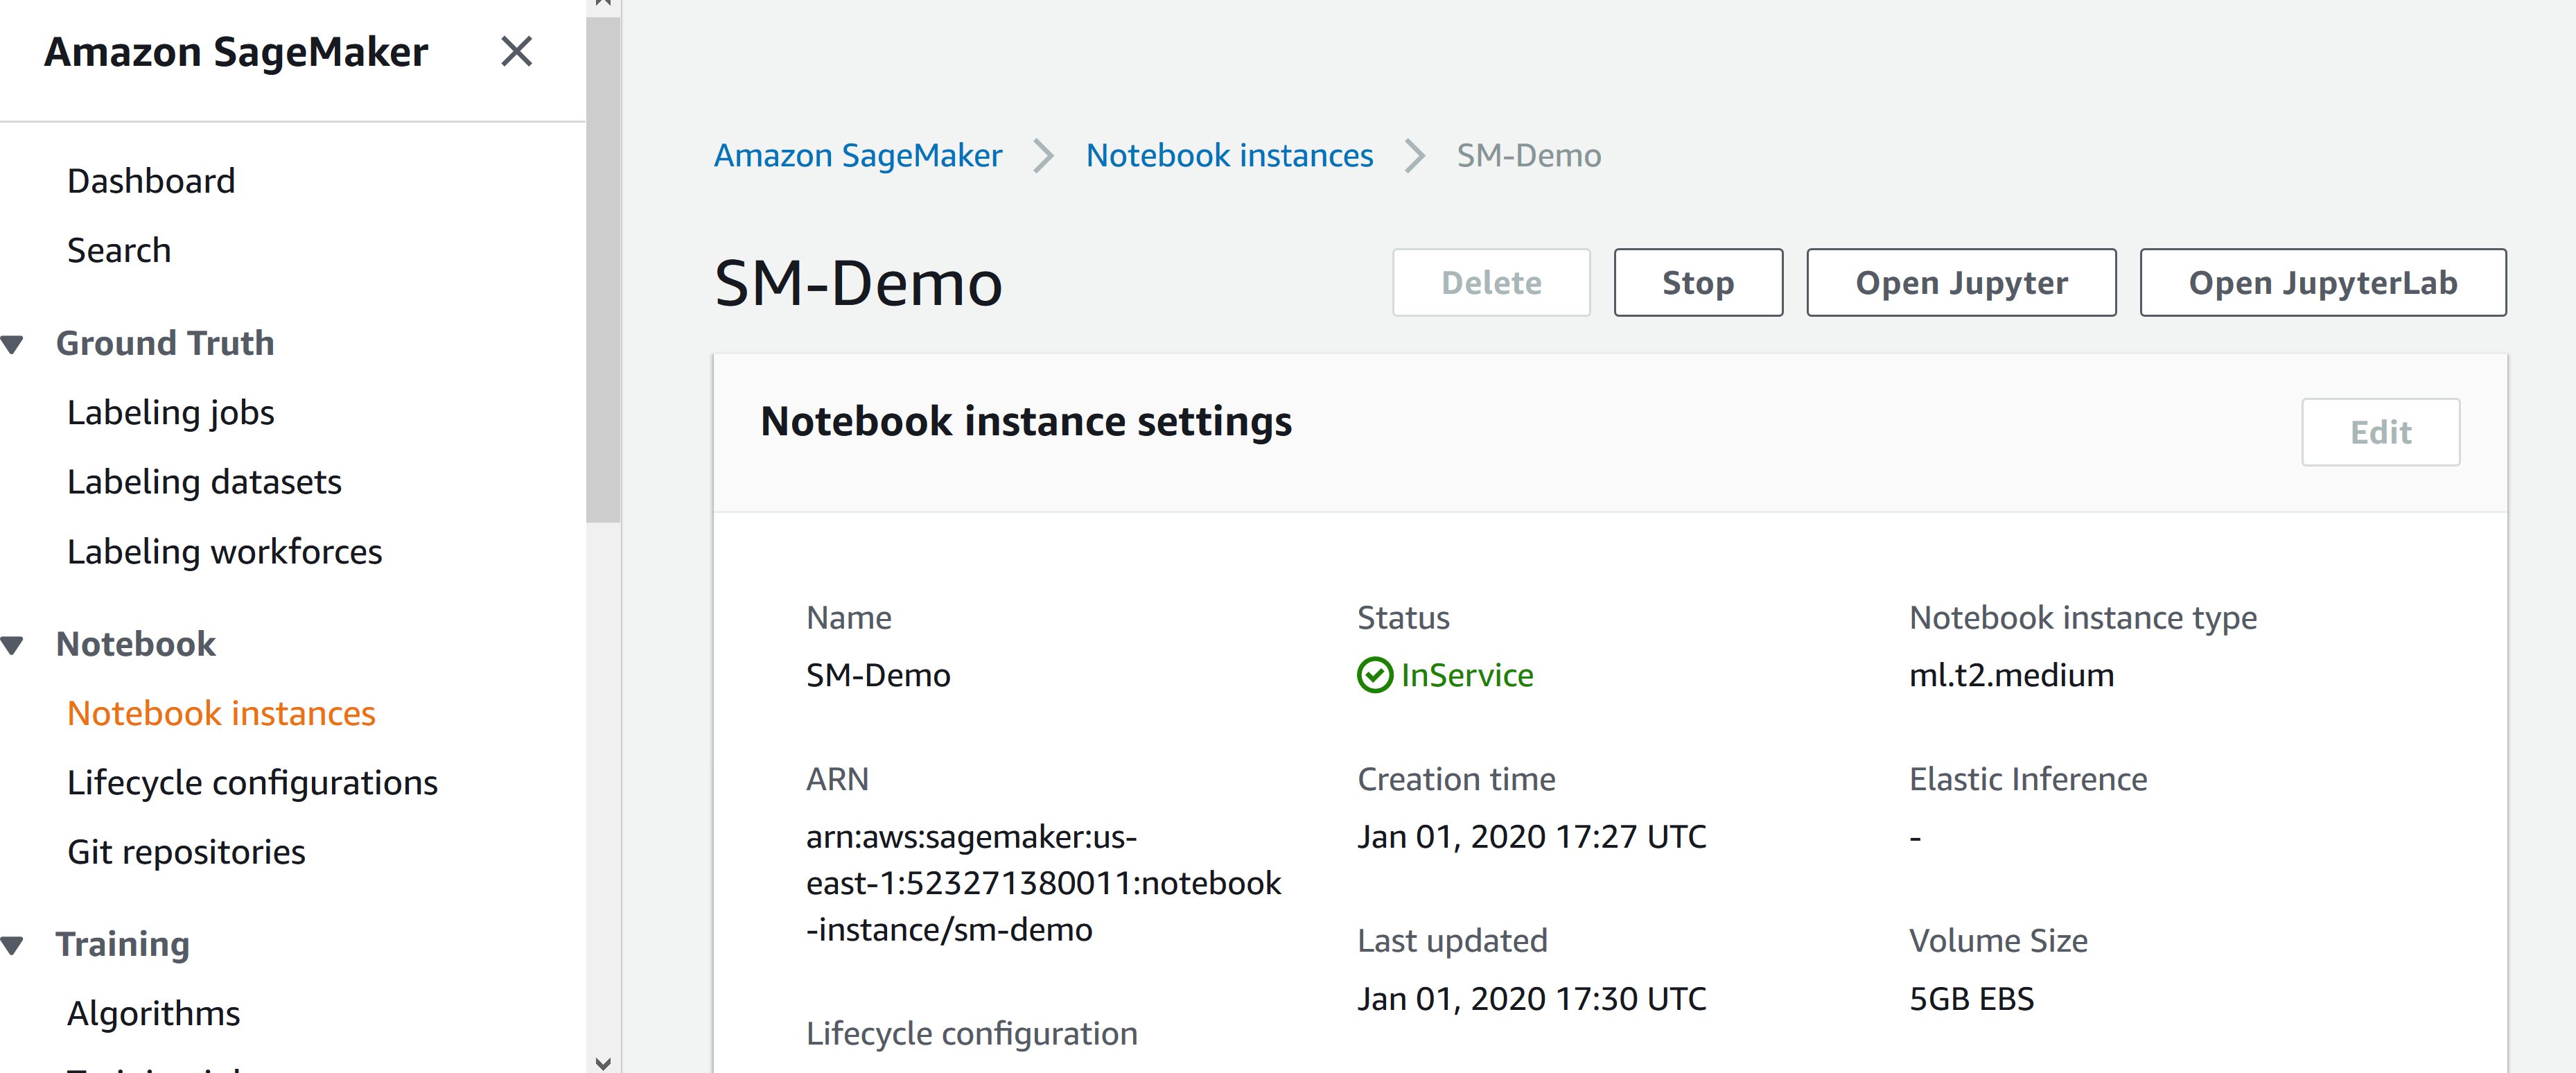 Amazon SageMaker
Dashboard
Search
Ground Truth
Labeling jobs
Labeling datasets
Labeling workforces
Notebook
Notebook instances
Lifecycle configurations
Git repositories
Training
Algorithms
Amazon SageMaker
Notebook instances
SM-Demo
SM-Demo
Delete
Stop
Open Jupyter
Open JupyterLab
Notebook instance settings
Edit
Name
SM-Demo
Status
InService
Notebook instance type
ml.t2.medium
ARN
arn:aws:sagemaker:us-
east-1:523271380011:notebook
-instance/sm-demo
Creation time
Jan 01, 2020 17:27 UTC
Elastic Inference
-
Last updated
Jan 01, 2020 17:30 UTC
Volume Size
5GB EBS
Lifecycle configuration